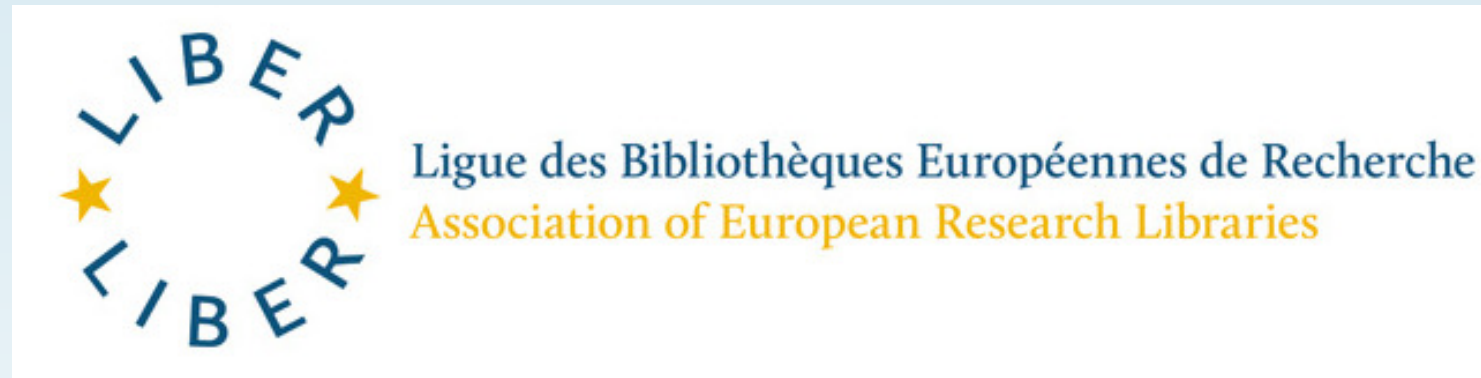 LIBER
Ligue des Bibliothèques Européennes de Recherche
Association of European Research Libraries
LIBER